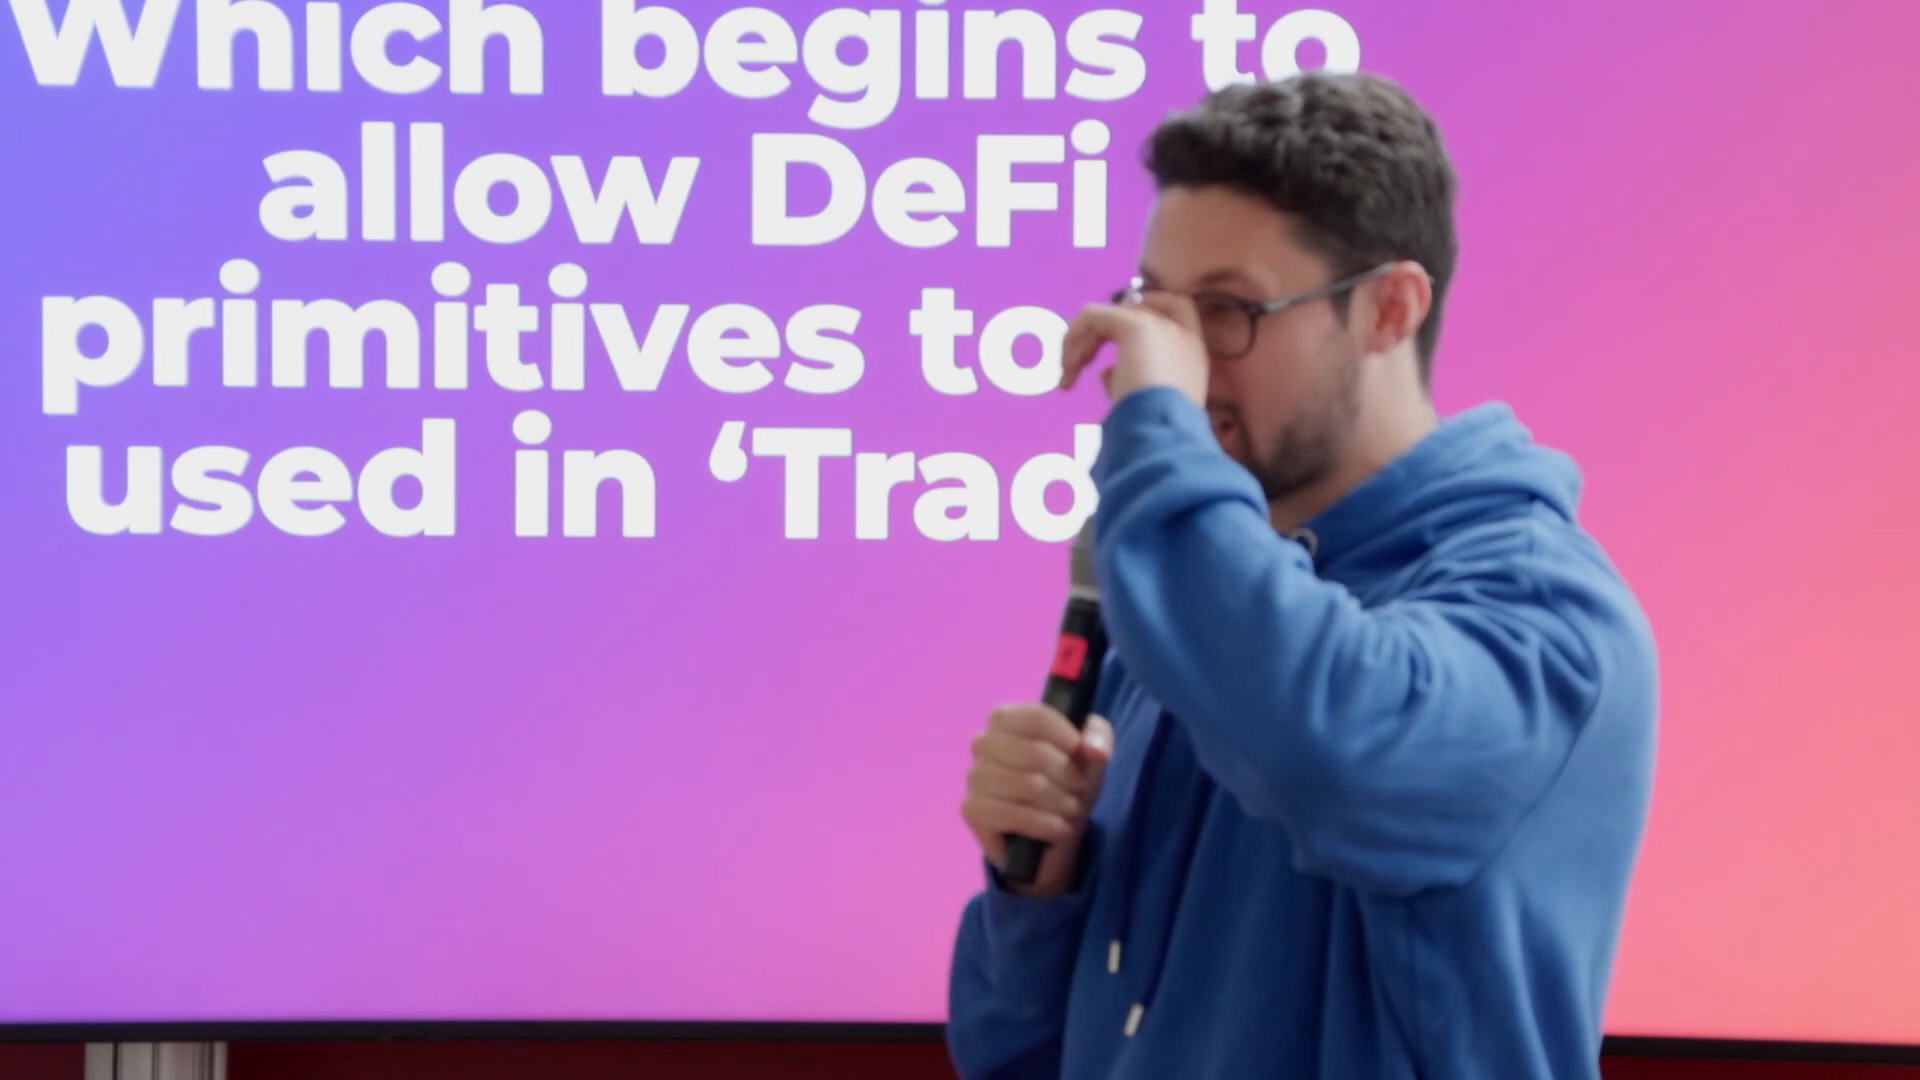 Which begins to
allow DeFi
primitives to
used in ‘Trad